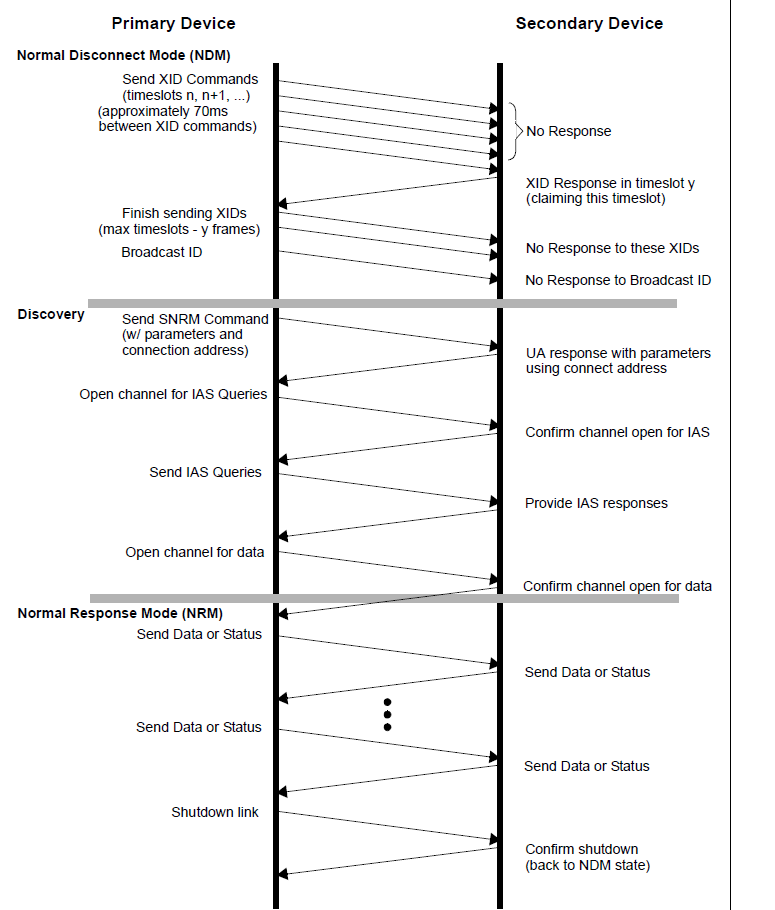 Primary Device
Secondary Device
Normal Disconnect Mode (NDM)
Send XID Commands
(timeslots n, n+1, ...)
(approximately 70ms
between XID commands)
No Response
XID Response in timeslot y
(claiming this timeslot)
Finish sending XIDs
(max timeslots - y frames)
No Response to these XIDs
Broadcast ID
No Response to Broadcast ID
Discovery
Send SNRM Command
(w/ parameters and
connection address)
UA response with parameters
using connect address
Open channel for IAS Queries
Confirm channel open for IAS
Send IAS Queries
Provide IAS responses
Open channel for data
Confirm channel open for data
Normal Response Mode (NRM)
Send Data or Status
Send Data or Status
Send Data or Status
Send Data or Status
Shutdown link
Confirm shutdown
(back to NDM state)